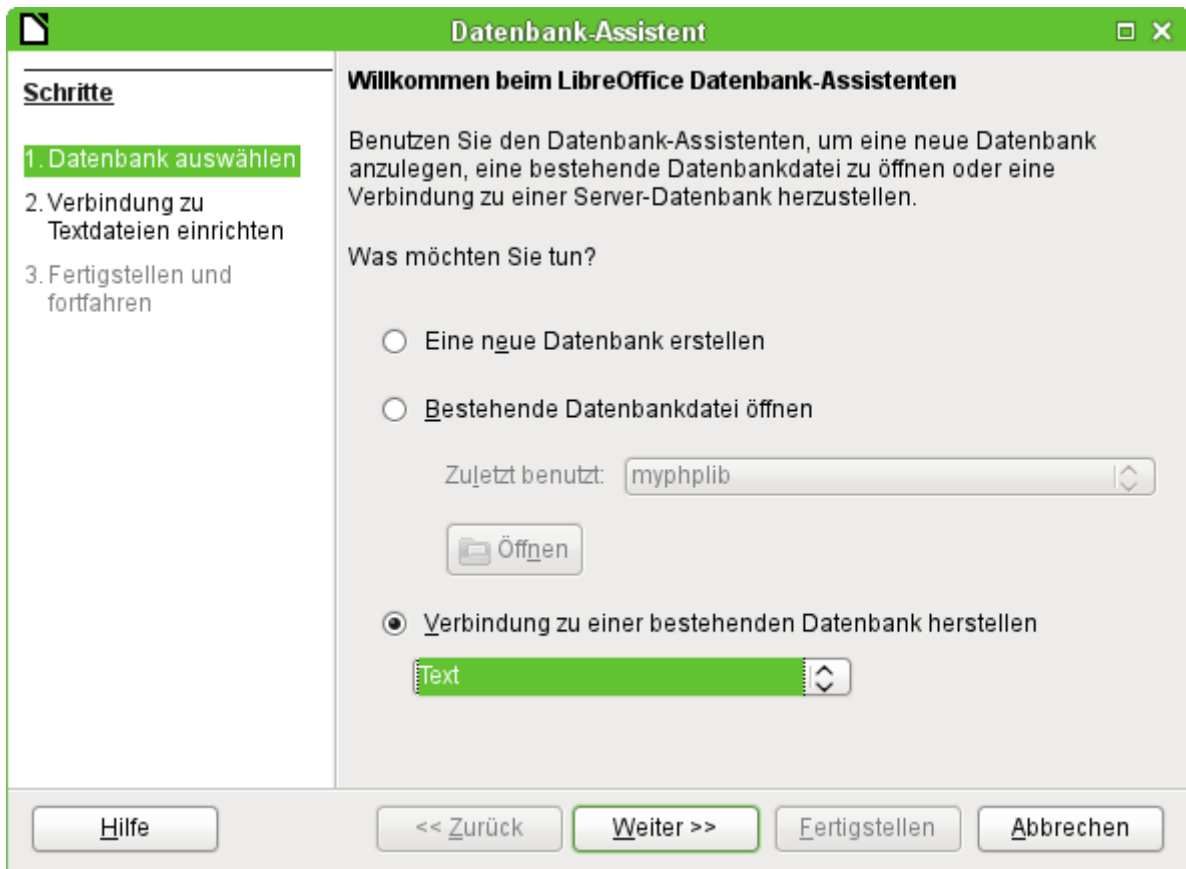 Datenbank-Assistent
Schritte
1. Datenbank auswählen
2. Verbindung zu
Textdateien einrichten
3. Fertigstellen und
fortfahren
Willkommen beim LibreOffice Datenbank-Assistenten
Benutzen Sie den Datenbank-Assistenten, um eine neue Datenbank
anzulegen, eine bestehende Datenbankdatei zu öffnen oder eine
Verbindung zu einer Server-Datenbank herzustellen.
Was möchten Sie tun?
Eine neue Datenbank erstellen
Bestehende Datenbankdatei öffnen
Zuletzt benutzt: myphplib
Öffnen
Verbindung zu einer bestehenden Datenbank herstellen
Text
Hilfe << Zurück Weiter >> Fertigstellen Abbrechen